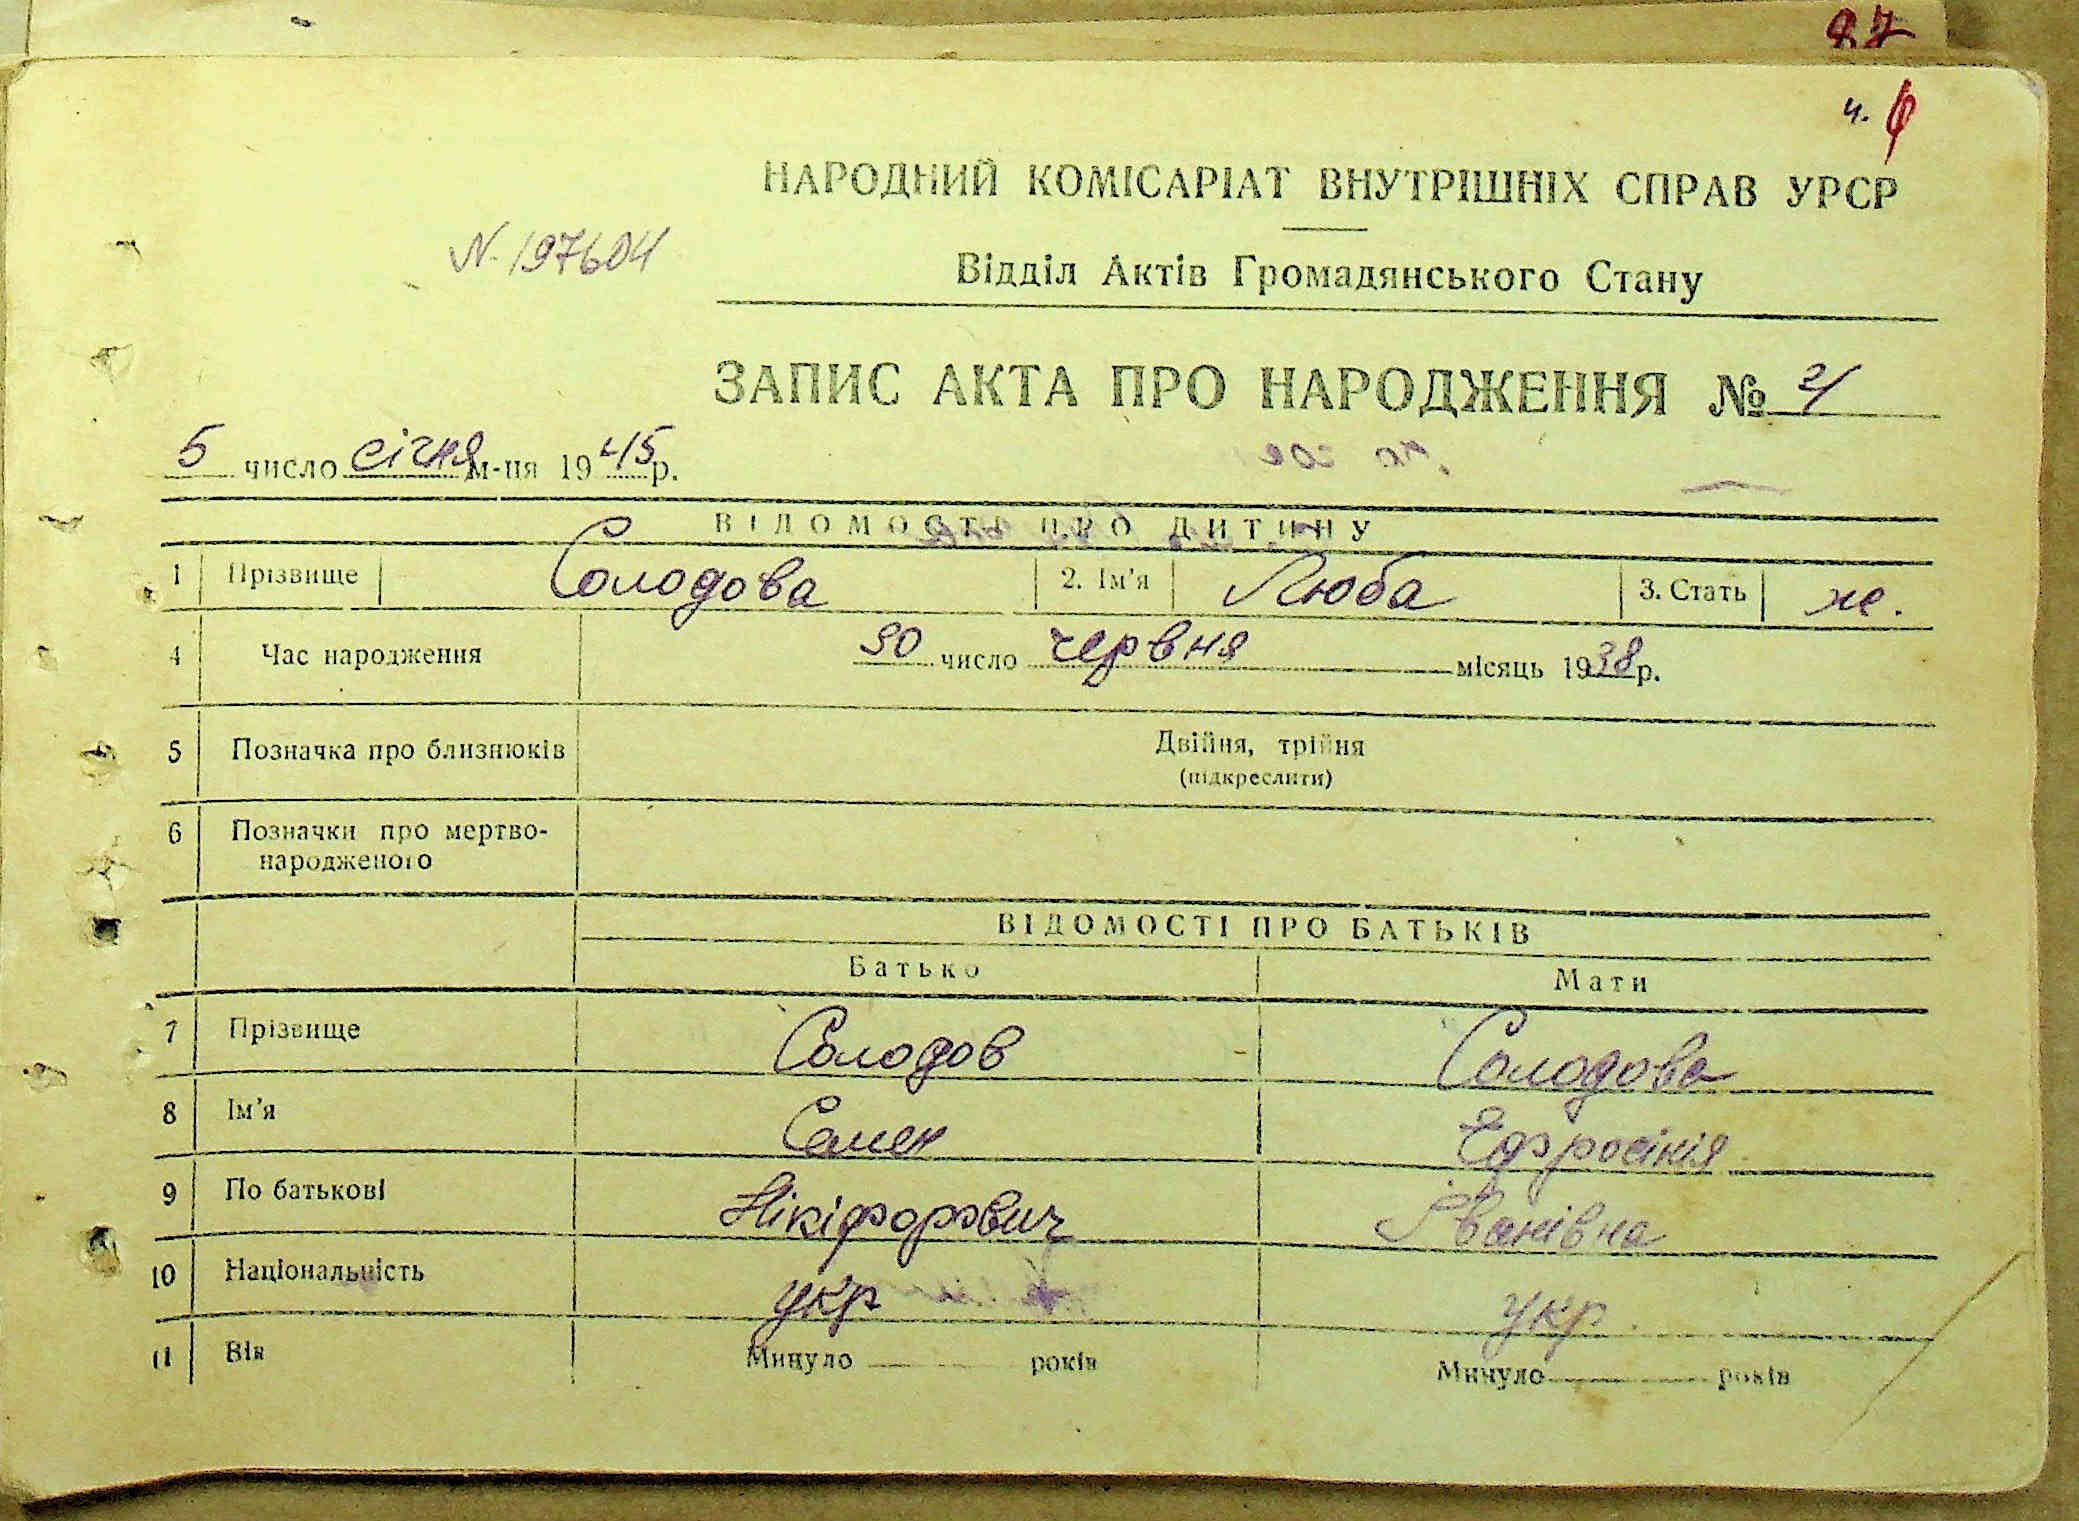 27
ч.
НАРОДНИЙ КОМІСАРІАТ ВНУТРІШНІХ СПРАВ УРСР
N. 197604
Відділ Актів Громадянського Стану
ЗАПИС АКТА ПРО НАРОДЖЕННЯ №
5 число січня м-ця 1945 р.
ВІДОМОСТІ ПРО ДИТИНУ
1 Прізвище Солодова 2. Ім'я Люба 3. Стать ж.
4 Час народження 30 число червня місяць 1938 р.
5 Позначка про близнюків Двійня, трійня
(підкреслити)
6 Позначки про мертво-
народженого
ВІДОМОСТІ ПРО БАТЬКІВ
Батько Мати
7 Прізвище Солодов Солодова
8 Ім'я Семен Єфросінія
9 По батькові Нікіфорович Іванівна
10 Національність укр укр
11 Вік Минуло років Минуло років